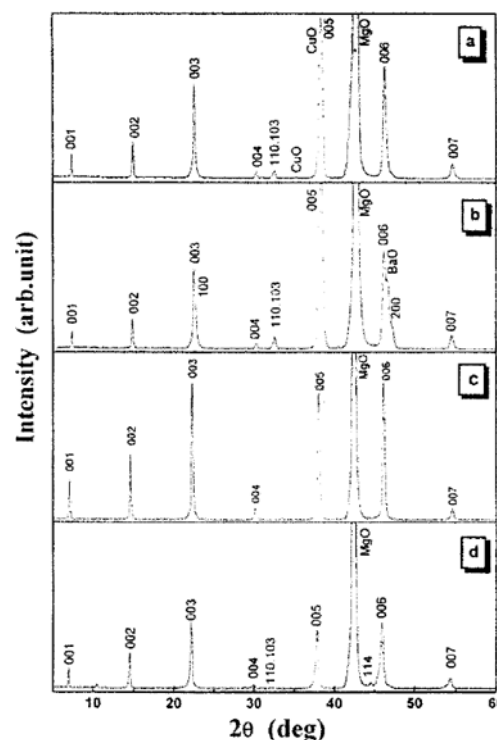 CuO 005 MgO
a
003 006
001 002 004 110.103 CuO 007
005 MgO
b
003 100 006 BaO 200
001 002 004 110.103 007
MgO
c
003 005 006
001 002 004 007
MgO
d
003 005 006
001 002 004 110.103 114 007
10 20 30 40 50 60
2θ (deg)
Intensity (arb.unit)